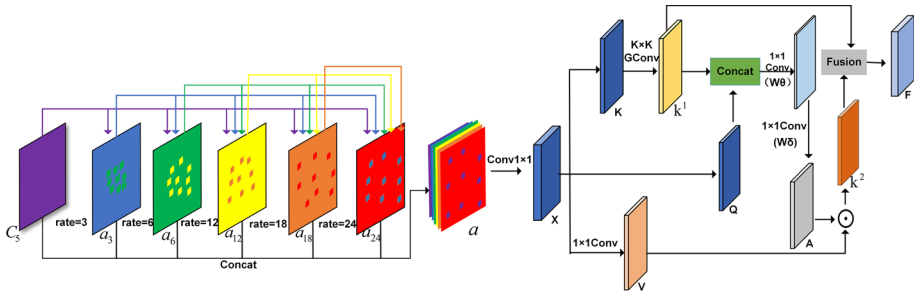 C5
rate=3
a3
rate=6
a6
rate=12
a12
rate=18
a18
rate=24
a24
Concat
a
Conv1×1
X
K
K×K
GConv
k1
Concat
1×1
Conv
(Wθ)
Fusion
F
1×1Conv
(Wδ)
Q
k2
A
1×1Conv
V